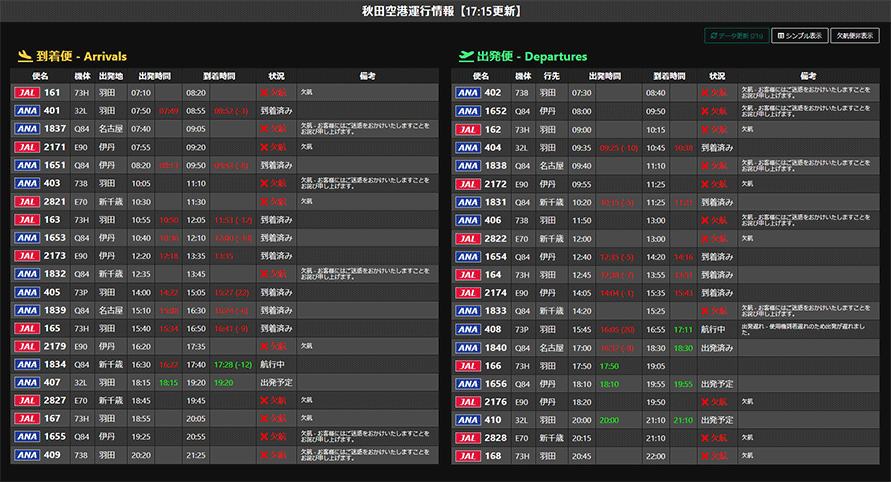 秋田空港運行情報【17:15更新】
データ更新 (21s) シンプル表示 欠航便非表示
到着便 - Arrivals
便名 機体 出発地 出発時間 到着時間 状況 備考
JAL 161 73H 羽田 07:10 08:20 欠航 欠航
ANA 401 32L 羽田 07:50 07:49 08:55 08:52 (-3) 到着済み
ANA 1837 Q84 名古屋 07:40 09:05 欠航 欠航 - お客様にはご迷惑をおかけいたしますことを
お詫び申し上げます。
JAL 2171 E90 伊丹 07:55 09:20 欠航 欠航
ANA 1651 Q84 伊丹 08:20 08:13 09:50 到着済み
ANA 403 738 羽田 10:05 11:10 欠航 欠航 - お客様にはご迷惑をおかけいたしますことを
お詫び申し上げます。
JAL 2821 E70 新千歳 10:30 11:30 欠航 欠航
JAL 163 73H 羽田 10:55 10:50 12:05 11:53 (-12) 到着済み
ANA 1653 Q84 伊丹 10:40 10:36 12:10 12:00 (-10) 到着済み
JAL 2173 E90 伊丹 12:20 12:18 13:35 13:35 到着済み
ANA 1832 Q84 新千歳 12:35 13:45 欠航 欠航 - お客様にはご迷惑をおかけいたしますことを
お詫び申し上げます。
ANA 405 73P 羽田 14:00 14:22 15:05 15:27 (22) 到着済み
ANA 1839 Q84 名古屋 15:10 15:08 16:30 16:24 (-6) 到着済み
JAL 165 73H 羽田 15:40 15:34 16:50 16:41 (-9) 到着済み
JAL 2179 E90 伊丹 16:20 17:35 欠航 欠航
ANA 1834 Q84 新千歳 16:30 16:27 17:40 17:28 (-12) 航行中
ANA 407 32L 羽田 18:15 18:15 19:20 19:20 出発予定
JAL 2827 E70 新千歳 18:45 19:45 欠航 欠航
JAL 167 73H 羽田 18:55 20:05 欠航 欠航
ANA 1655 Q84 伊丹 19:25 20:55 欠航 欠航 - お客様にはご迷惑をおかけいたしますことを
お詫び申し上げます。
ANA 409 738 羽田 20:20 21:25 欠航 欠航 - お客様にはご迷惑をおかけいたしますことを
お詫び申し上げます。
出発便 - Departures
便名 機体 行先 出発時間 到着時間 状況 備考
ANA 402 738 羽田 07:30 08:40 欠航 欠航 - お客様にはご迷惑をおかけいたしますことを
お詫び申し上げます。
ANA 1652 Q84 伊丹 08:00 09:50 欠航 欠航 - お客様にはご迷惑をおかけいたしますことを
お詫び申し上げます。
JAL 162 73H 羽田 09:00 10:15 欠航 欠航
ANA 404 32L 羽田 09:35 09:25 (-10) 10:45 10:38 到着済み
ANA 1838 Q84 名古屋 09:40 11:10 欠航 欠航 - お客様にはご迷惑をおかけいたしますことを
お詫び申し上げます。
JAL 2172 E90 伊丹 09:55 11:25 欠航 欠航
ANA 1831 Q84 新千歳 10:20 10:15 (-5) 11:25 11:21 到着済み
ANA 406 738 羽田 11:50 13:00 欠航 欠航 - お客様にはご迷惑をおかけいたしますことを
お詫び申し上げます。
JAL 2822 E70 新千歳 12:00 13:00 欠航 欠航
ANA 1654 Q84 伊丹 12:40 12:35 (-5) 14:20 14:16 到着済み
JAL 164 73H 羽田 12:45 12:38 (-7) 13:55 13:51 到着済み
JAL 2174 E90 伊丹 14:05 14:04 (-1) 15:35 15:43 到着済み
ANA 1833 Q84 新千歳 14:20 15:25 欠航 欠航 - お客様にはご迷惑をおかけいたしますことを
お詫び申し上げます。
ANA 408 73P 羽田 15:45 16:05 (20) 16:55 17:11 航行中 出発遅れ - 使用機到着遅れのため出発が遅れまし
た。
ANA 1840 Q84 名古屋 17:00 16:52 (-8) 18:30 18:30 出発済み
JAL 166 73H 羽田 17:50 17:50 19:05
ANA 1656 Q84 伊丹 18:10 18:10 19:55 19:55 出発予定
JAL 2176 E90 伊丹 18:20 19:50 欠航 欠航
ANA 410 32L 羽田 20:00 20:00 21:10 21:10 出発予定
JAL 2828 E70 新千歳 20:15 21:10 欠航 欠航
JAL 168 73H 羽田 20:45 22:00 欠航 欠航